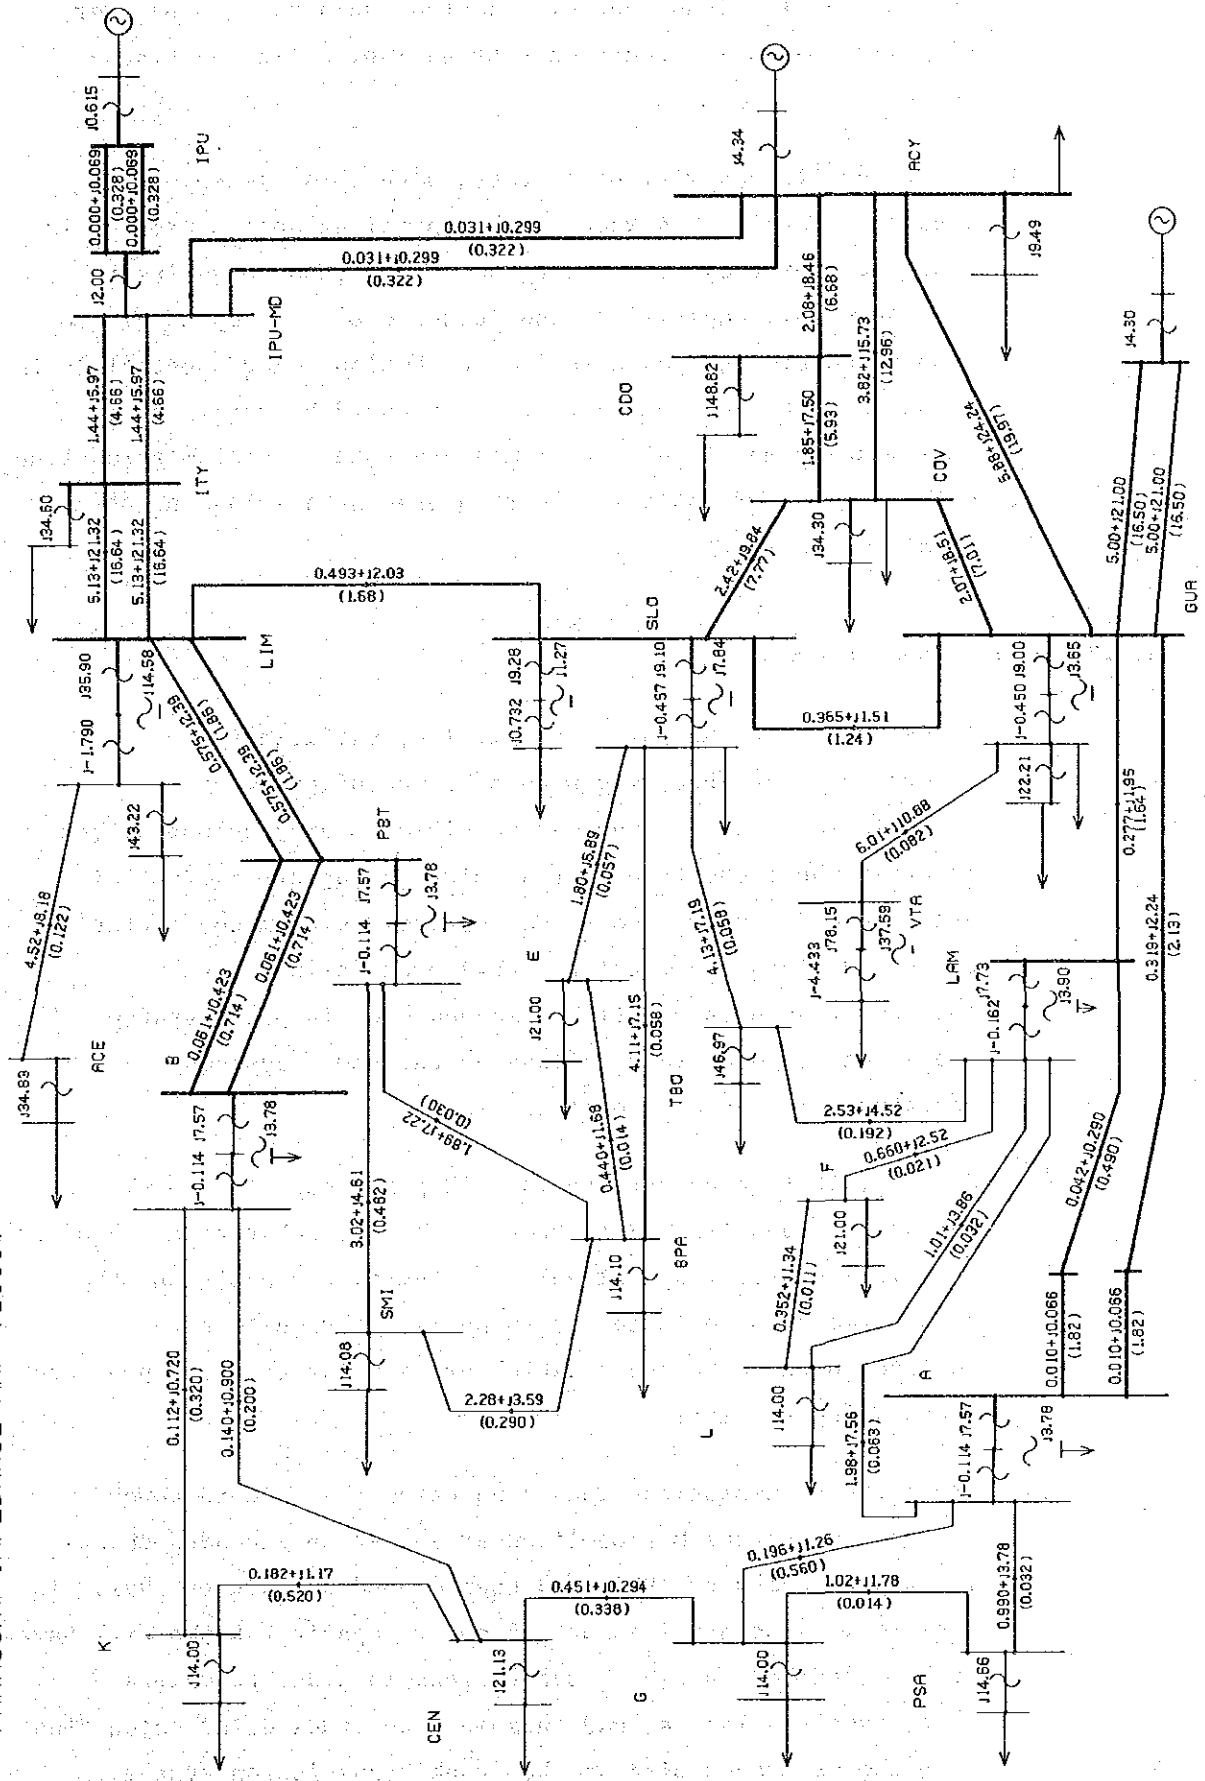 j0.615
0.000+j0.069
(0.328)
0.000+j0.069
(0.328)
IPU
j2.00
IPU-MD
0.031+j0.299
(0.322)
0.031+j0.299
(0.322)
j4.34
ACY
j9.49
1.44+j5.97
(4.66)
1.44+j5.97
(4.66)
ITY
j34.60
5.13+j21.32
(16.64)
5.13+j21.32
(16.64)
LIM
0.493+j2.03
(1.68)
2.08+j8.46
(6.68)
3.82+j15.73
(12.96)
5.88+j24.24
(19.97)
CDO
j148.82
1.85+j7.50
(5.93)
COV
j34.30
2.42+j9.84
(7.77)
2.07+j8.51
(7.01)
j4.30
5.00+j21.00
(16.50)
5.00+j21.00
(16.50)
GUA
SLO
j35.90
j-1.790
j14.58
j43.22
4.52+j8.18
(0.122)
ACE
j34.83
0.575+j2.39
(1.86)
0.575+j2.39
(1.86)
PBT
j7.57
j-0.114
j3.78
0.061+j0.423
(0.714)
0.061+j0.423
(0.714)
B
j7.57
j-0.114
j3.78
j9.28
j0.732
j1.27
j9.10
j-0.457
j7.84
0.365+j1.51
(1.24)
j9.00
j-0.450
j3.65
j22.21
6.01+j10.88
(0.082)
j78.15
j-4.433
j37.59
VTA
1.80+j5.89
(0.057)
E
j21.00
4.11+j7.15
(0.058)
0.440+j1.68
(0.014)
4.13+j7.19
(0.058)
TBO
j46.97
LAM
j7.73
j-0.162
j3.90
0.277+j1.95
(1.64)
0.319+j2.24
(2.13)
2.53+j4.52
(0.192)
0.660+j2.52
(0.021)
F
j21.00
1.01+j3.86
(0.032)
0.352+j1.34
(0.011)
L
j14.00
1.98+j7.56
(0.063)
0.042+j0.290
(0.490)
0.010+j0.066
(1.82)
0.010+j0.066
(1.82)
A
j7.57
j-0.114
j3.78
3.02+j4.61
(0.482)
1.89+j7.22
(0.030)
SMI
j14.08
2.28+j3.59
(0.290)
BPA
j14.10
0.112+j0.720
(0.320)
0.140+j0.900
(0.200)
K
j14.00
0.182+j1.17
(0.520)
CEN
j21.13
0.451+j0.294
(0.338)
G
j14.00
0.196+j1.26
(0.560)
1.02+j1.78
(0.014)
0.990+j3.78
(0.032)
PSA
j14.66